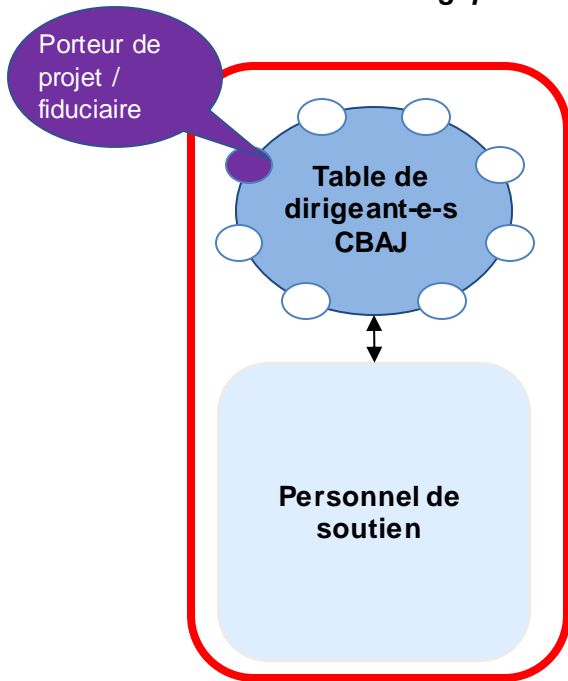 Porteur de
projet /
fiduciaire
Table de
dirigeant-e-s
CBAJ
Personnel de
soutien